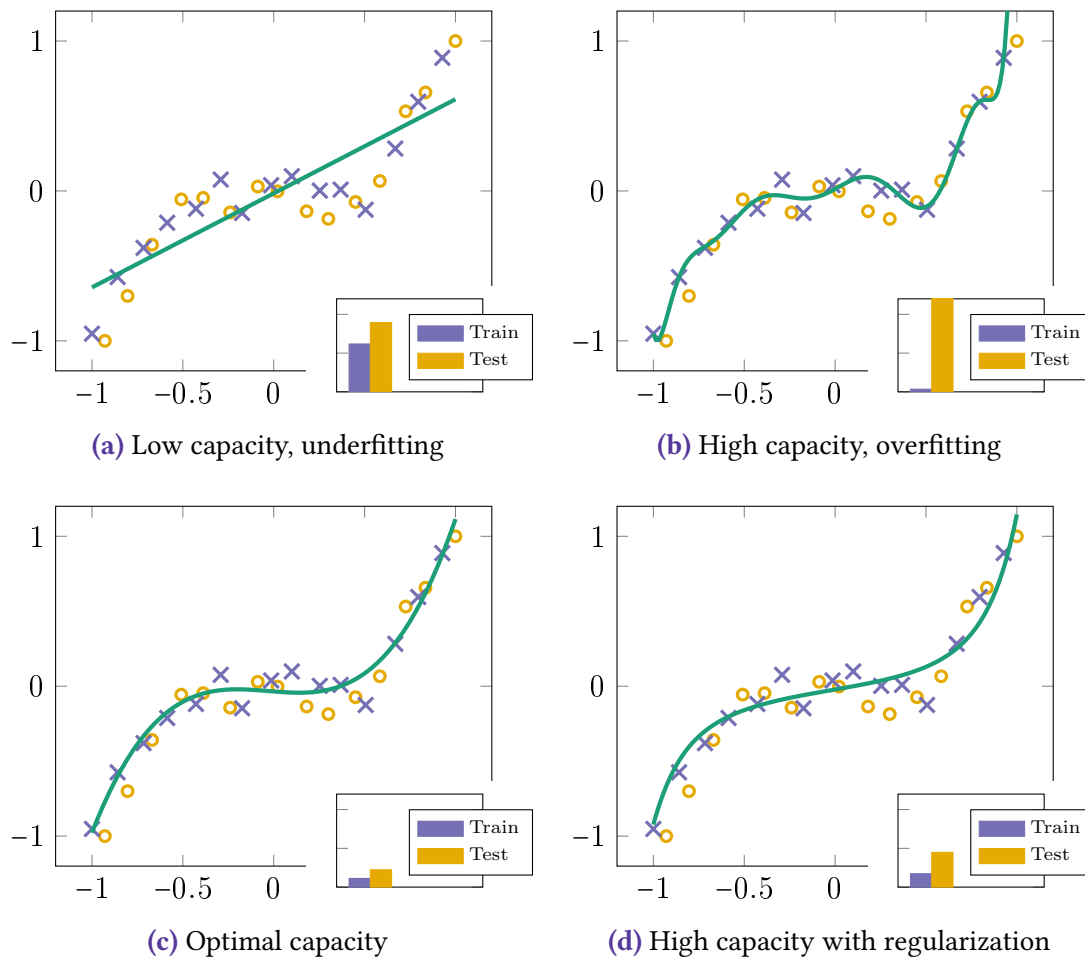 1
0
−1
−1
−0.5
0
Train
Test
(a) Low capacity, underfitting
1
0
−1
−1
−0.5
0
Train
Test
(b) High capacity, overfitting
1
0
−1
−1
−0.5
0
Train
Test
(c) Optimal capacity
1
0
−1
−1
−0.5
0
Train
Test
(d) High capacity with regularization